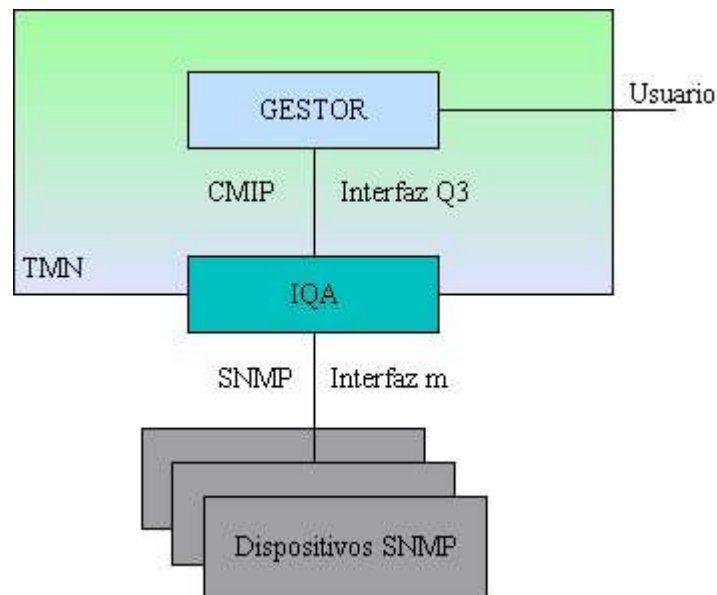 GESTOR
Usuario
CMIP
Interfaz Q3
TMN
IQA
SNMP
Interfaz m
Dispositivos SNMP